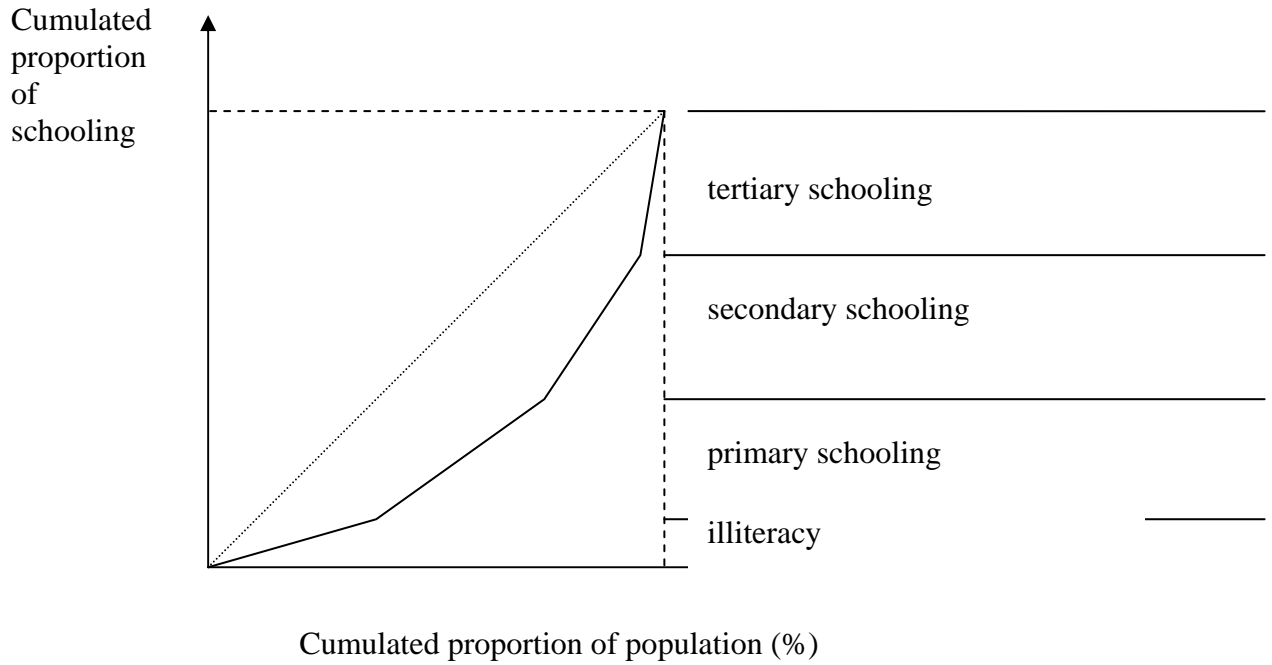 Cumulated
proportion
of
schooling
tertiary schooling
secondary schooling
primary schooling
illiteracy
Cumulated proportion of population (%)